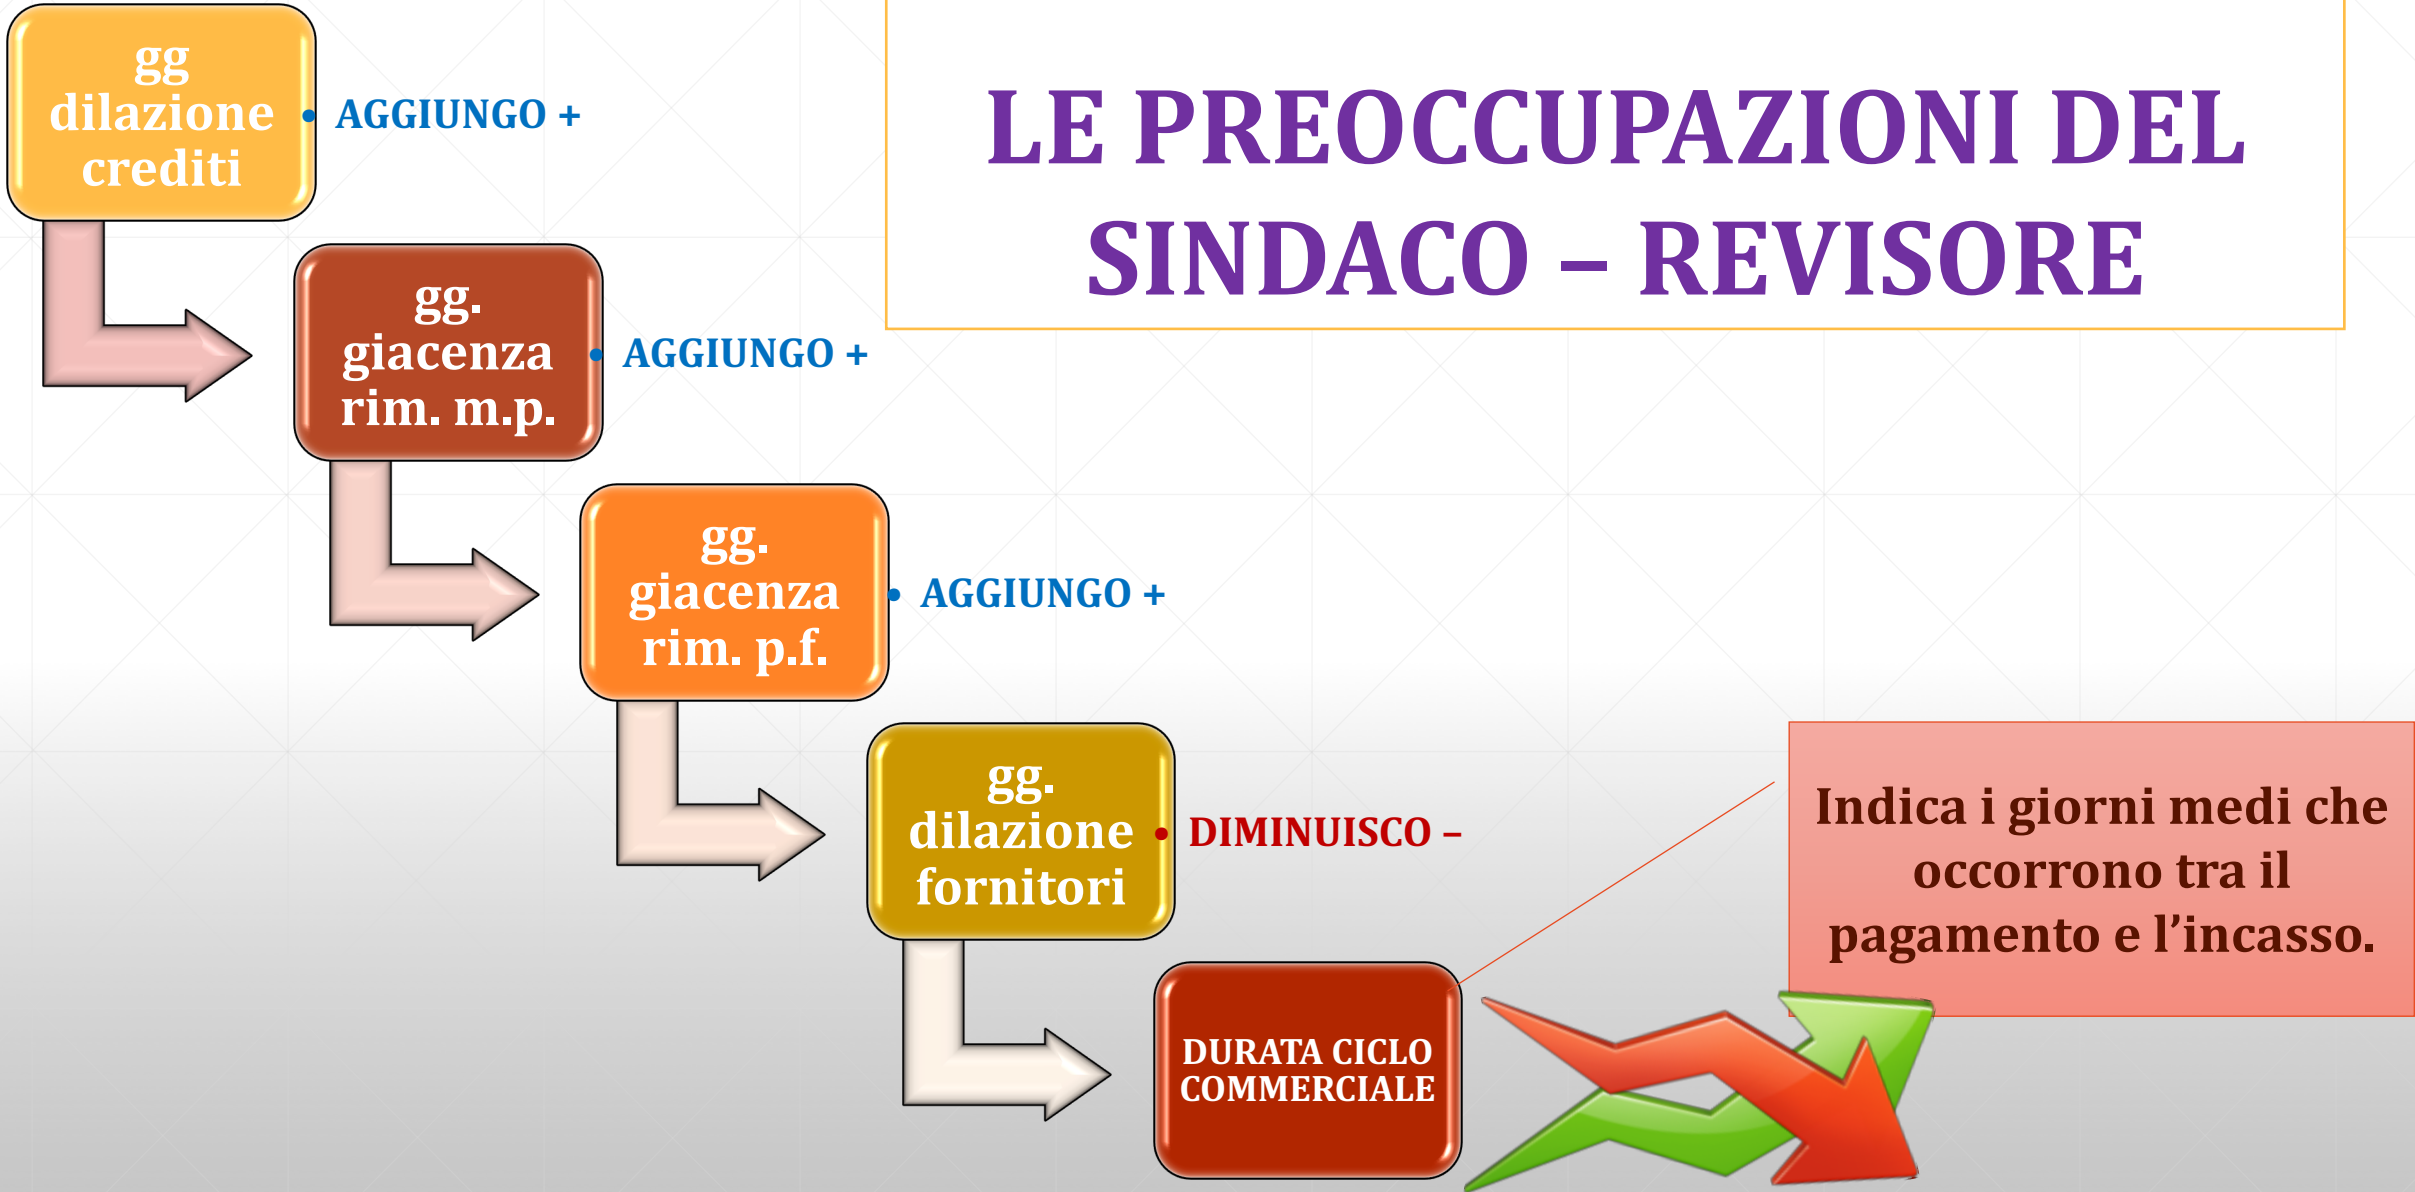 LE PREOCCUPAZIONI DEL
SINDACO – REVISORE
gg
dilazione
crediti
• AGGIUNGO +
gg.
giacenza
rim. m.p.
• AGGIUNGO +
gg.
giacenza
rim. p.f.
• AGGIUNGO +
gg.
dilazione
fornitori
• DIMINUISCO –
DURATA CICLO
COMMERCIALE
Indica i giorni medi che
occorrono tra il
pagamento e l’incasso.